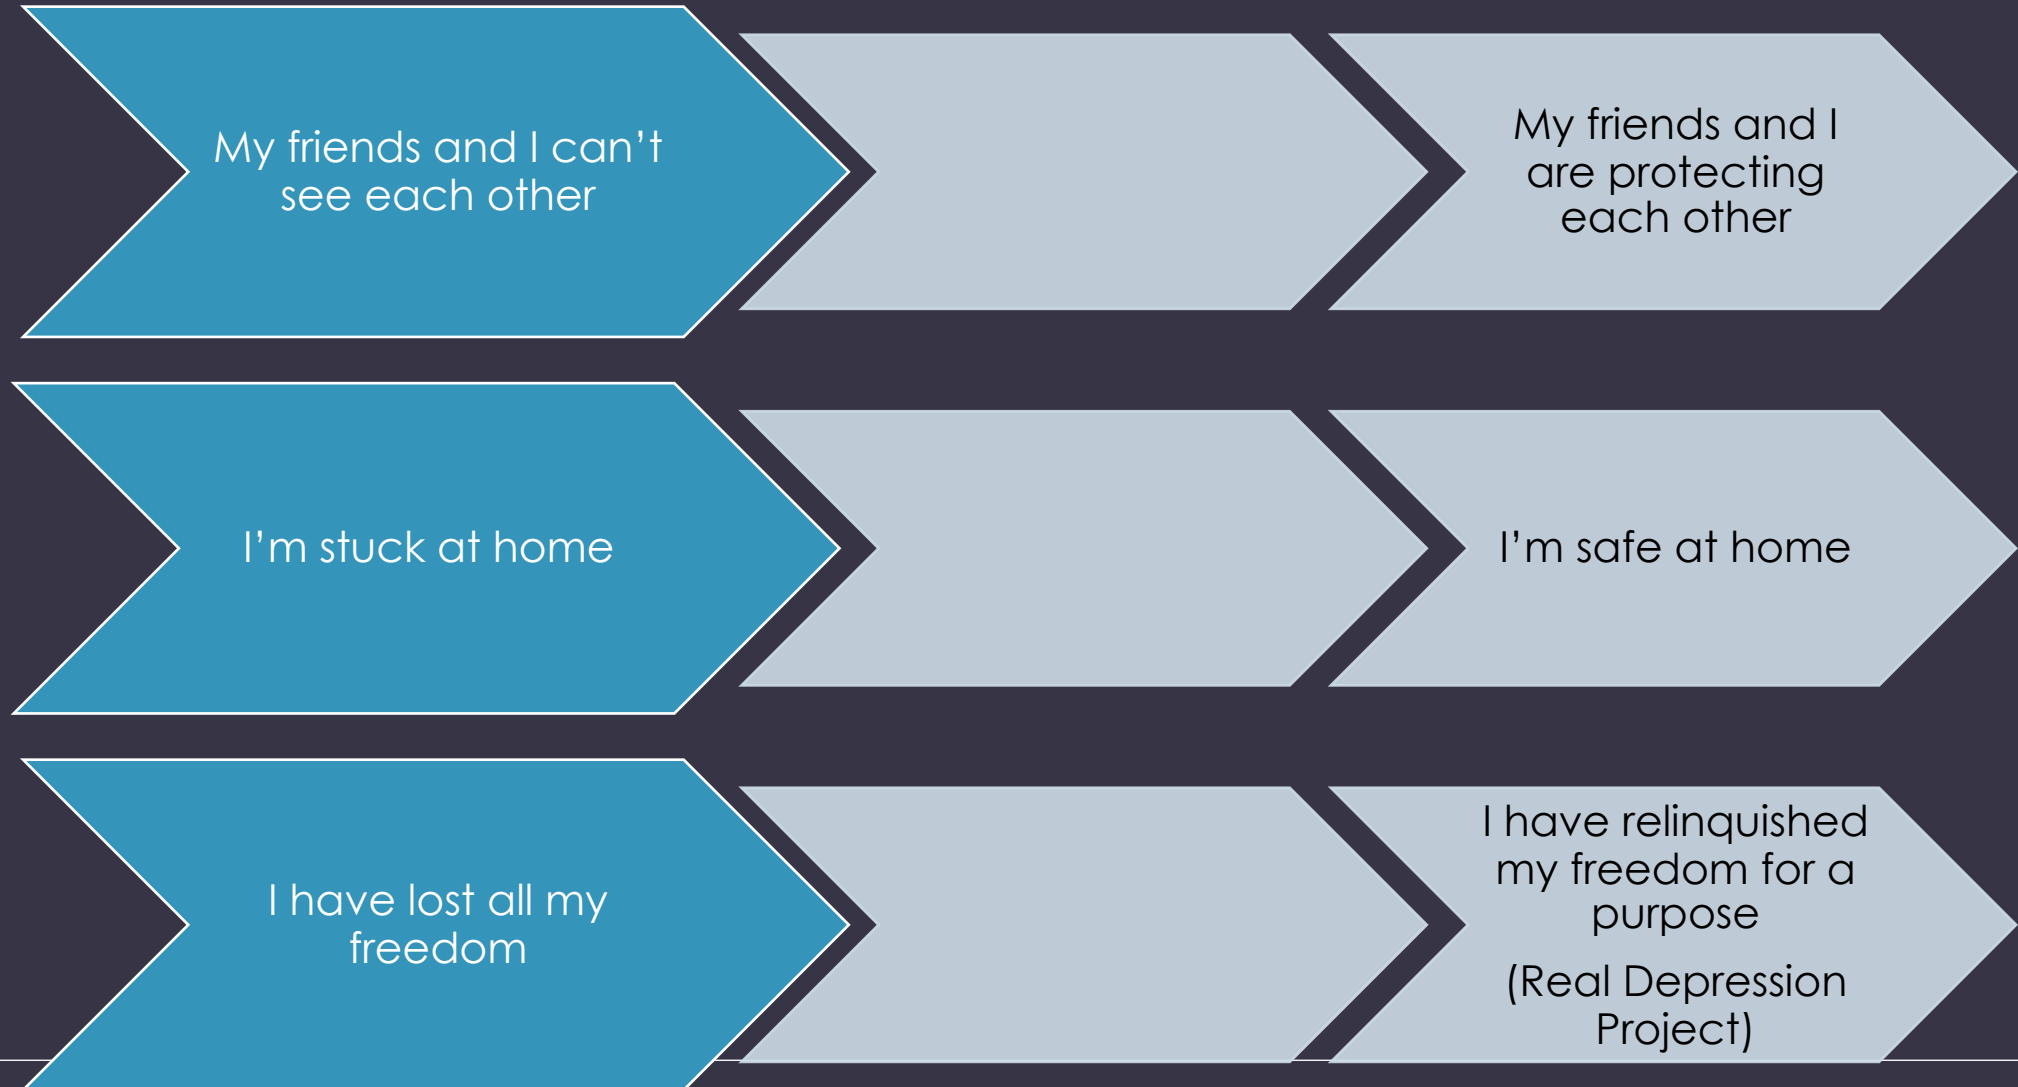 My friends and I can’t
see each other
My friends and I
are protecting
each other
I’m stuck at home
I’m safe at home
I have lost all my
freedom
I have relinquished
my freedom for a
purpose
(Real Depression
Project)